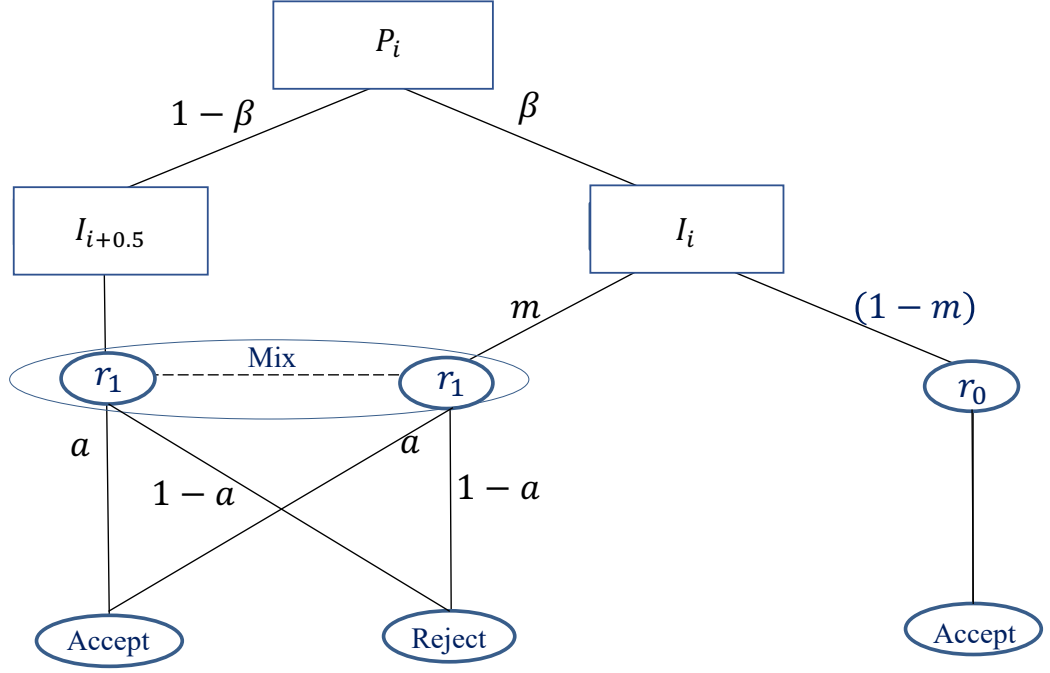 P_i
1 − β
β
I_{i+0.5}
I_i
m
(1 − m)
Mix
r_1
r_1
r_0
a
a
1 − a
1 − a
Accept
Reject
Accept